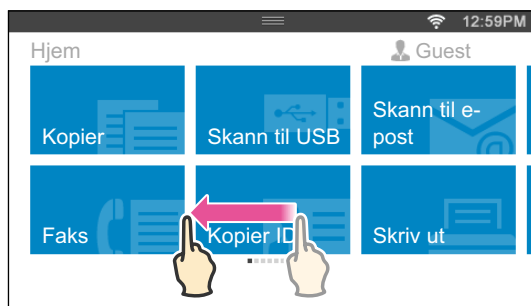 12:59PM
Hjem
Guest
Kopier
Skann til USB
Skann til e-
post
Faks
Kopier ID
Skriv ut